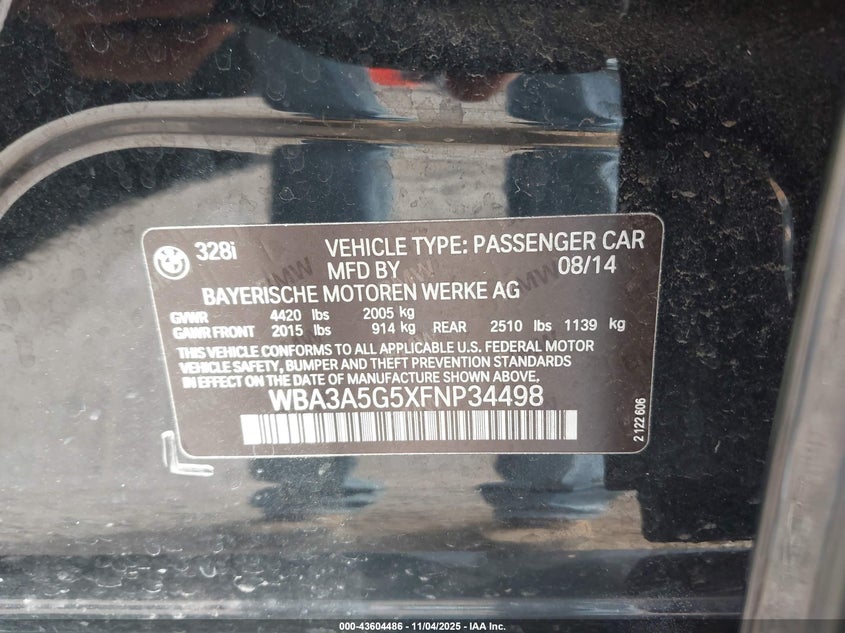 328i VEHICLE TYPE: PASSENGER CAR
MFD BY 08/14
BAYERISCHE MOTOREN WERKE AG
GVWR 4420 lbs 2005 kg
GAWR FRONT 2015 lbs 914 kg REAR 2510 lbs 1139 kg
THIS VEHICLE CONFORMS TO ALL APPLICABLE U.S. FEDERAL MOTOR
VEHICLE SAFETY, BUMPER AND THEFT PREVENTION STANDARDS
IN EFFECT ON DATE OF MANUFACTURE SHOWN ABOVE.
WBA3A5G5XFNP34498
2 122 606
000-43604486 - 11/04/2025 - IAA Inc.